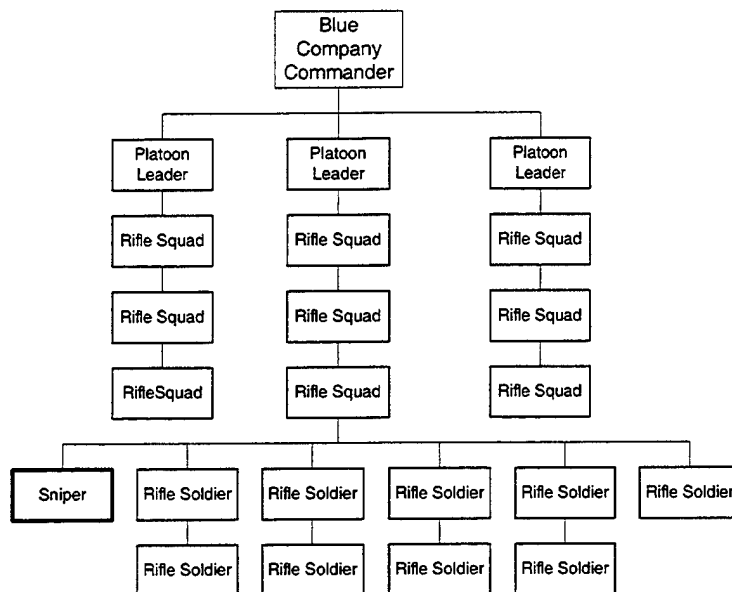 Blue
Company
Commander
Platoon
Leader
Platoon
Leader
Platoon
Leader
Rifle Squad
Rifle Squad
Rifle Squad
Rifle Squad
Rifle Squad
Rifle Squad
RifleSquad
Rifle Squad
Rifle Squad
Sniper
Rifle Soldier
Rifle Soldier
Rifle Soldier
Rifle Soldier
Rifle Soldier
Rifle Soldier
Rifle Soldier
Rifle Soldier
Rifle Soldier